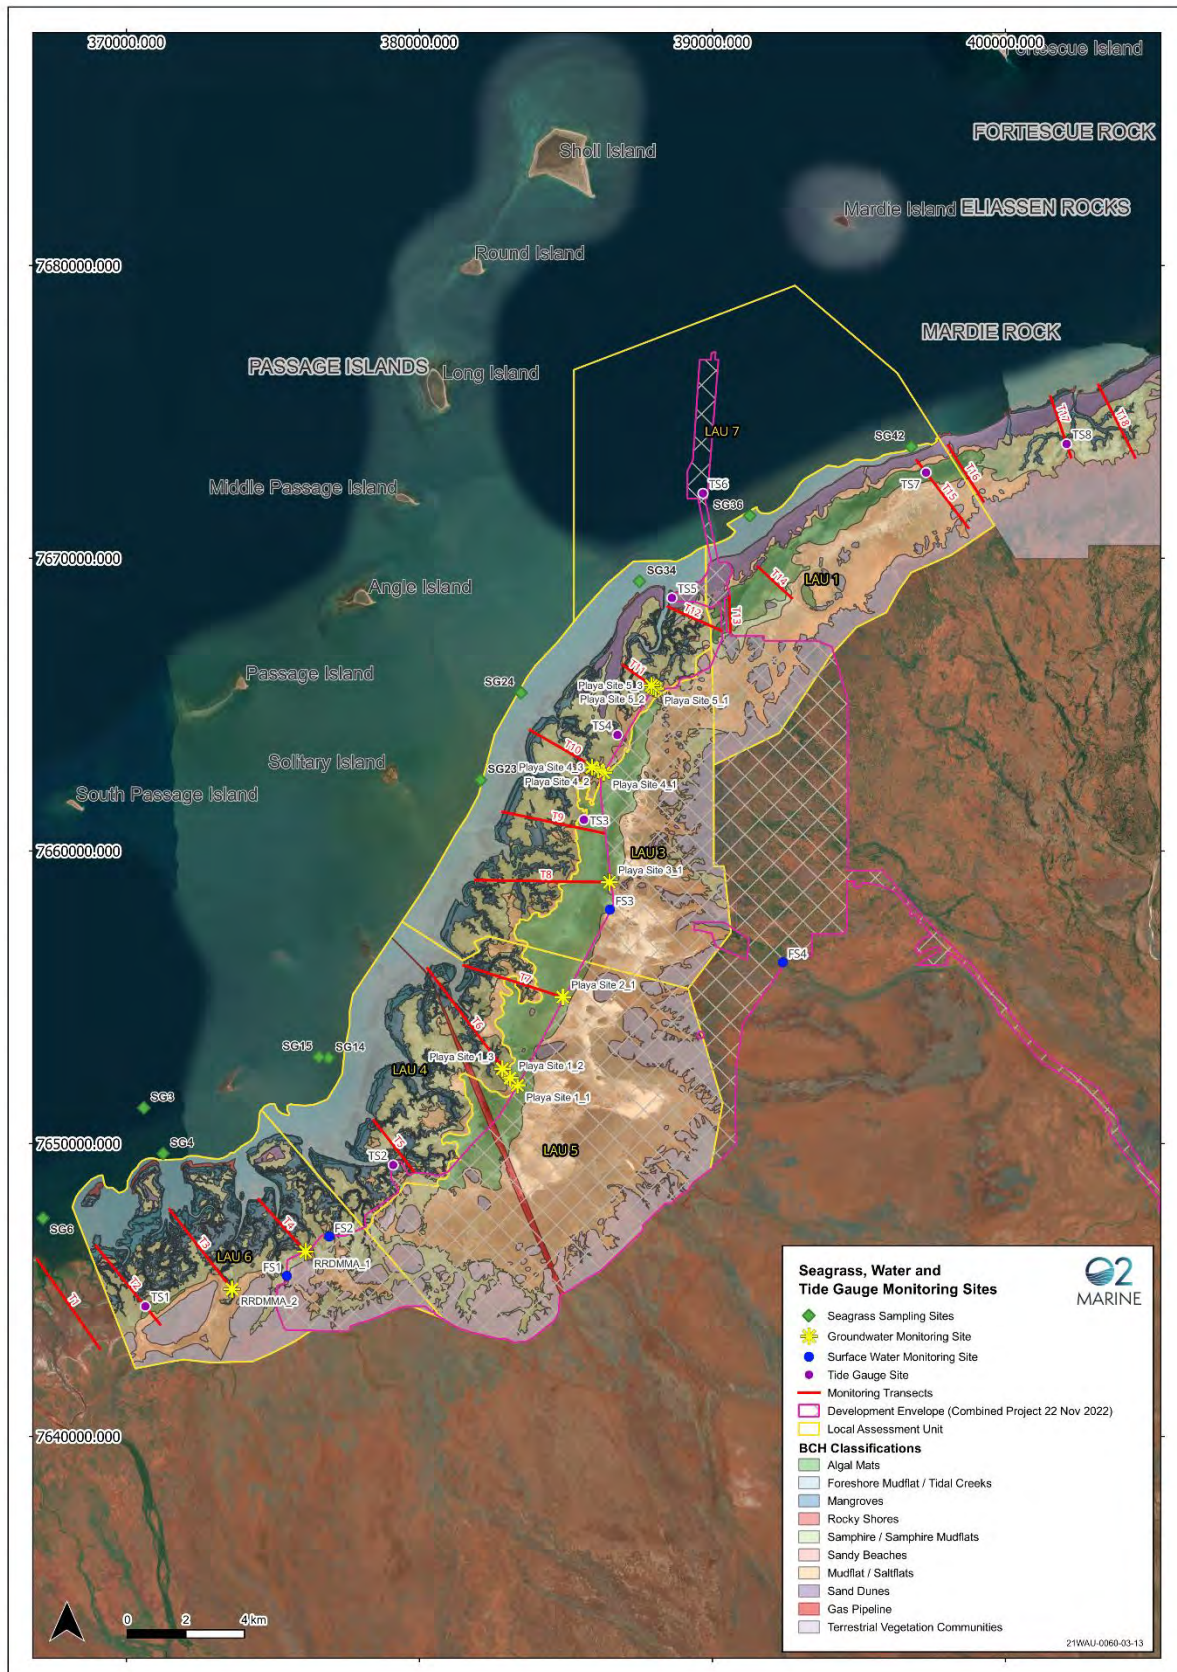 370000.000
380000.000
390000.000
400000.000
Fortescue Island
FORTESCUE ROCK
Sholl Island
Mardie Island
ELIASSEN ROCKS
Round Island
7680000.000
MARDIE ROCK
PASSAGE ISLANDS
Long Island
LAU 7
SG42
T17
T18
TS8
Middle Passage Island
TS6
SG36
TS7
T15
T16
7670000.000
SG34
TS5
T12
T13
T14
LAU 1
Angle Island
Passage Island
T11
Playa Site 5_3
Playa Site 5_2
Playa Site 5_1
SG24
TS4
T10
Solitary Island
SG23
Playa Site 4_3
Playa Site 4_2
Playa Site 4_1
South Passage Island
T9
TS3
7660000.000
LAU 3
T8
Playa Site 3_1
FS3
FS4
T7
Playa Site 2_1
T6
SG15
SG14
Playa Site 1_3
Playa Site 1_2
LAU 4
Playa Site 1_1
SG3
7650000.000
SG4
T5
TS2
LAU 5
SG6
T3
T4
FS2
LAU 6
RRDMMA_1
FS1
T2
TS1
RRDMMA_2
T1
7640000.000
Seagrass, Water and
Tide Gauge Monitoring Sites
O2
MARINE
Seagrass Sampling Sites
Groundwater Monitoring Site
Surface Water Monitoring Site
Tide Gauge Site
Monitoring Transects
Development Envelope (Combined Project 22 Nov 2022)
Local Assessment Unit
BCH Classifications
Algal Mats
Foreshore Mudflat / Tidal Creeks
Mangroves
Rocky Shores
Samphire / Samphire Mudflats
Sandy Beaches
Mudflat / Saltflats
Sand Dunes
Gas Pipeline
Terrestrial Vegetation Communities
21WAU-0060-03-13
0 2 4 km